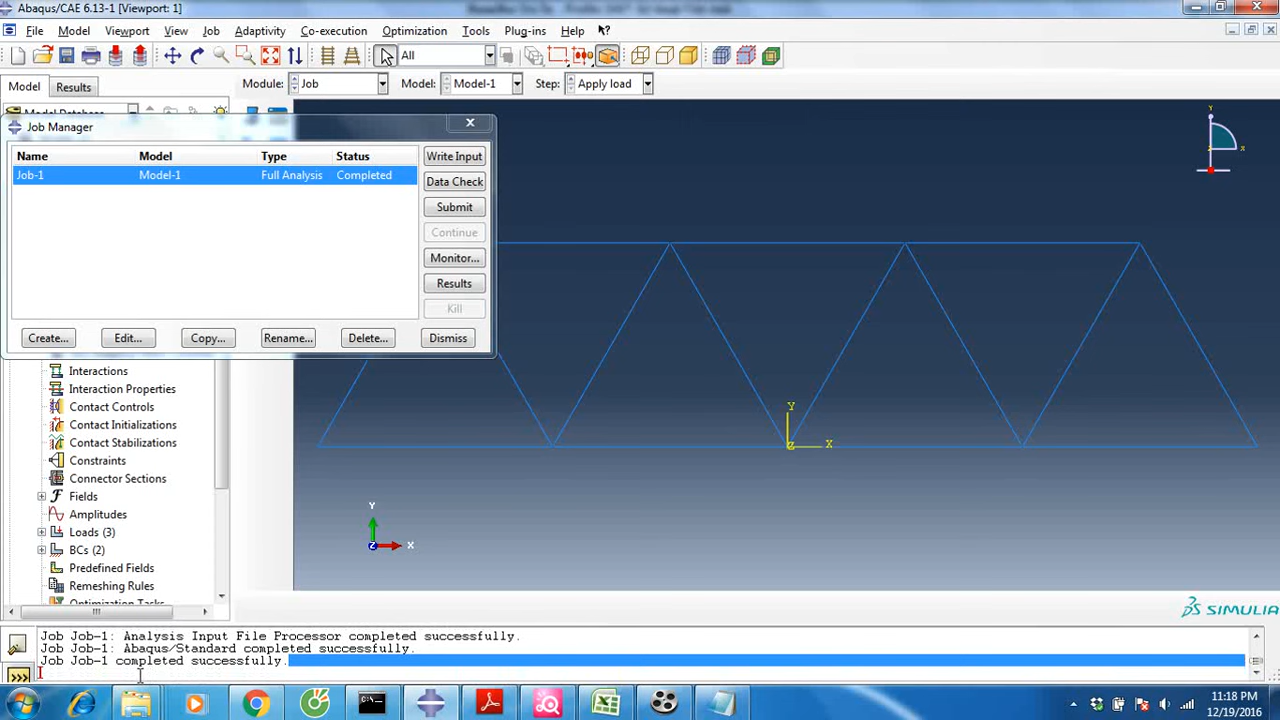 Abaqus/CAE 6.13-1 [Viewport: 1]
File Model Viewport View Job Adaptivity Co-execution Optimization Tools Plug-ins Help
All
Model Results Module: Job Model: Model-1 Step: Apply load
Model Database
Job Manager
Name Model Type Status
Job-1 Model-1 Full Analysis Completed
Write Input
Data Check
Submit
Continue
Monitor...
Results
Kill
Create... Edit... Copy... Rename... Delete... Dismiss
Interactions
Interaction Properties
Contact Controls
Contact Initializations
Contact Stabilizations
Constraints
Connector Sections
Fields
Amplitudes
Loads (3)
BCs (2)
Predefined Fields
Remeshing Rules
Optimization Tasks
Y
X
Y
X
Z
Y
X
Z
SIMULIA
Job Job-1: Analysis Input File Processor completed successfully.
Job Job-1: Abaqus/Standard completed successfully.
Job Job-1 completed successfully.
>>>
C:\
11:18 PM
12/19/2016